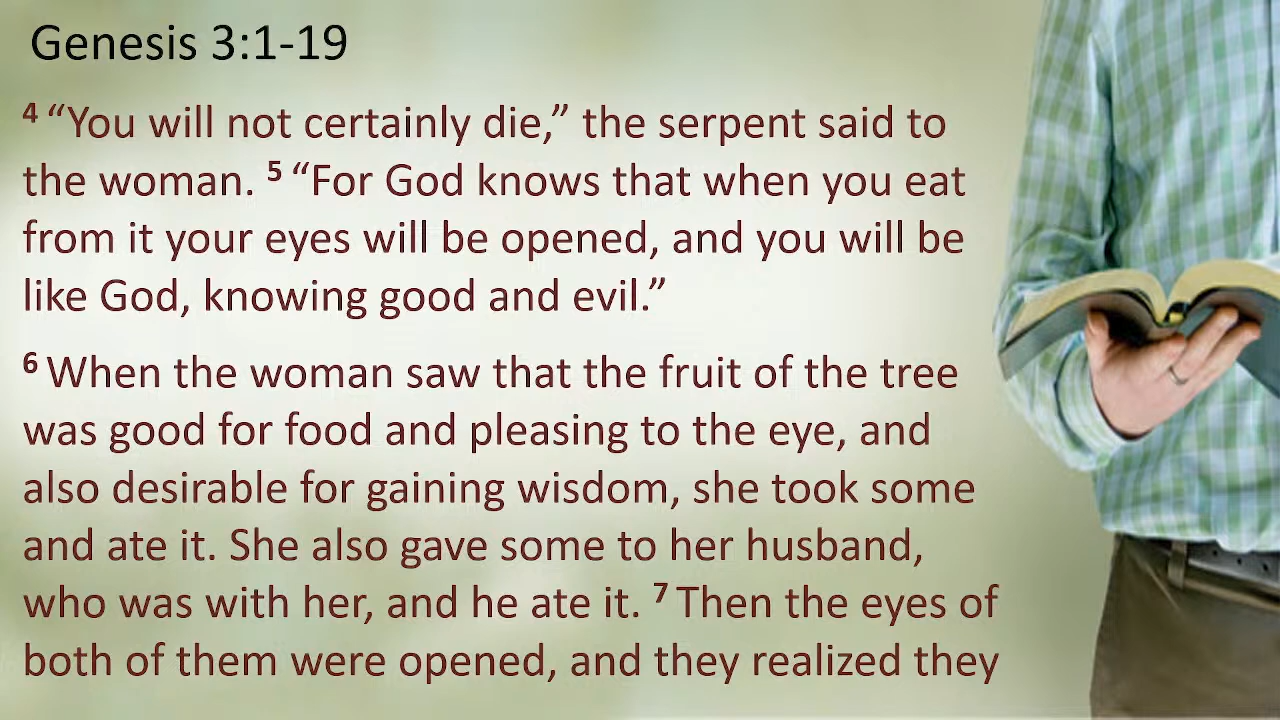 Genesis 3:1-19
4 “You will not certainly die,” the serpent said to
the woman. 5 “For God knows that when you eat
from it your eyes will be opened, and you will be
like God, knowing good and evil.”
6 When the woman saw that the fruit of the tree
was good for food and pleasing to the eye, and
also desirable for gaining wisdom, she took some
and ate it. She also gave some to her husband,
who was with her, and he ate it. 7 Then the eyes of
both of them were opened, and they realized they